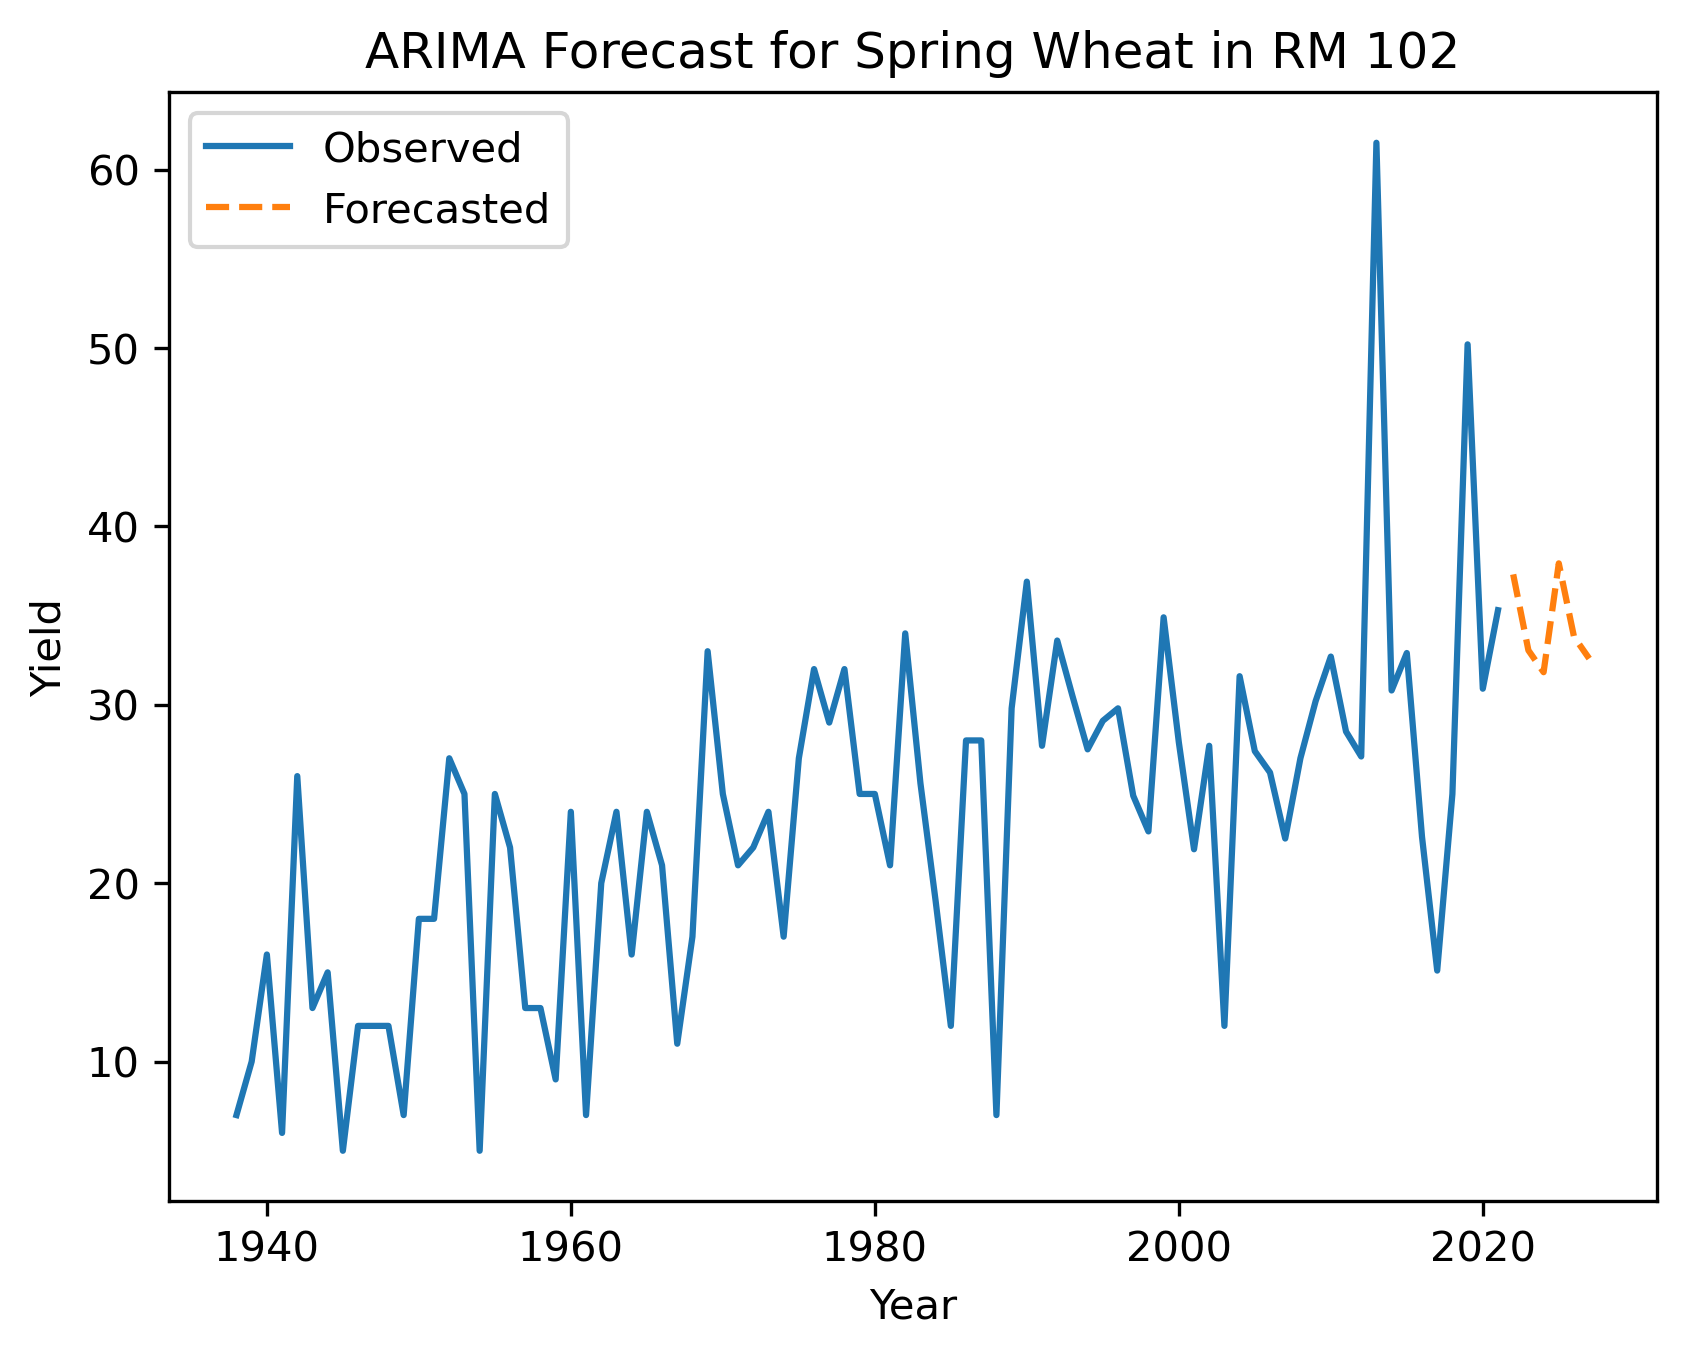 ARIMA Forecast for Spring Wheat in RM 102
Observed
Forecasted
60
50
40
30
20
10
Yield
1940 1960 1980 2000 2020
Year